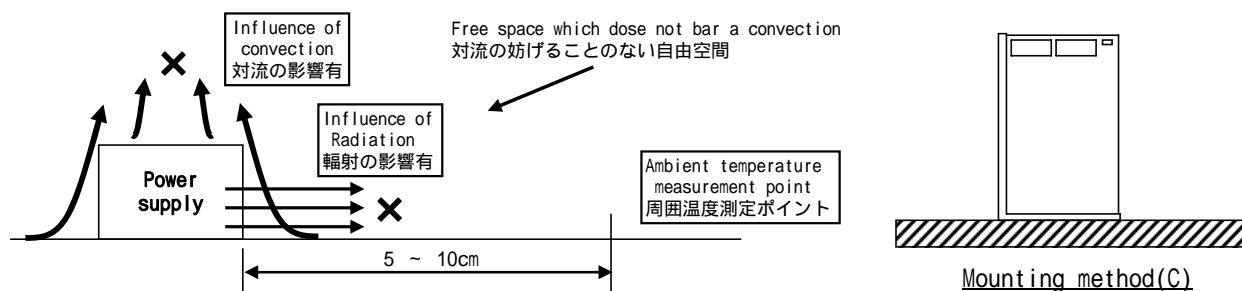 Influence of
convection
対流の影響有
Free space which dose not bar a convection
対流の妨げることのない自由空間
Influence of
Radiation
輻射の影響有
Ambient temperature
measurement point
周囲温度測定ポイント
Power
supply
5 ~ 10cm
Mounting method(C)